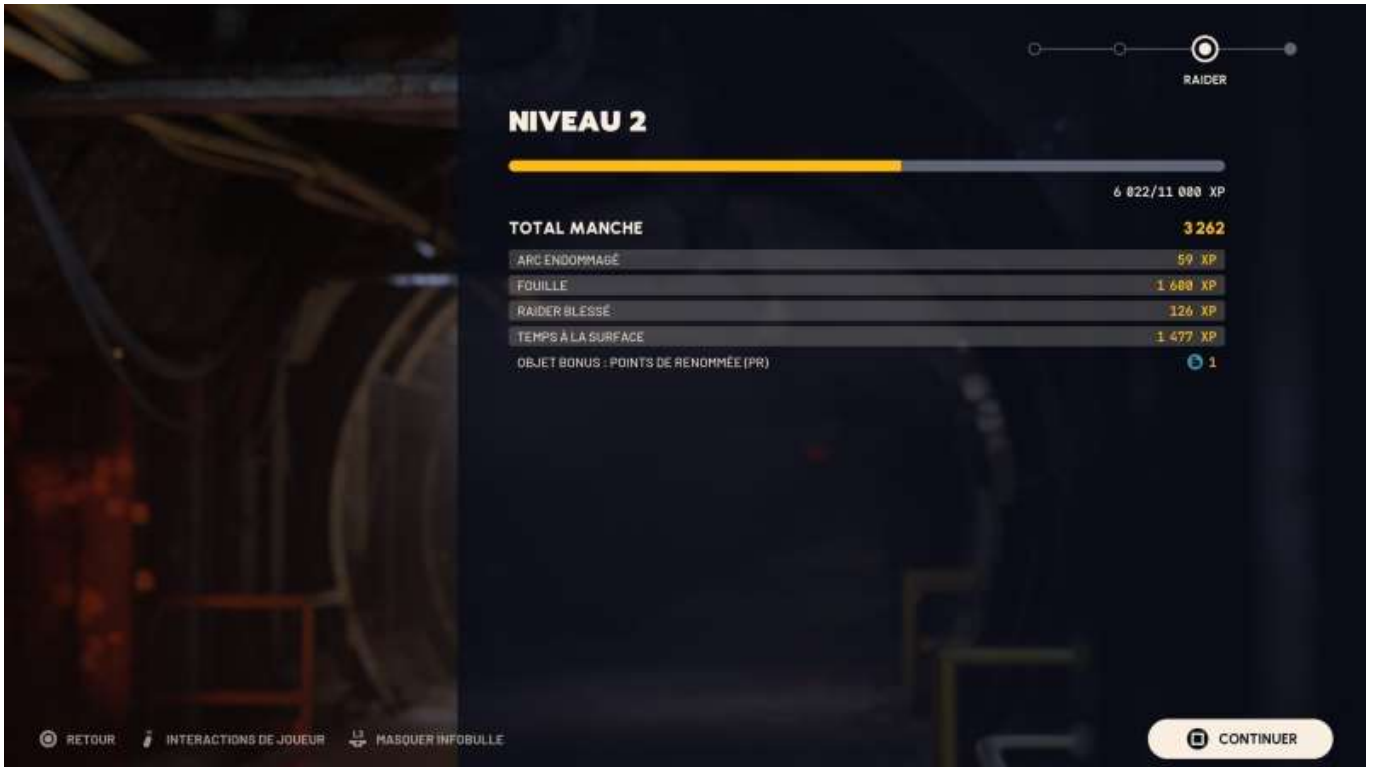 RAIDER
NIVEAU 2
6 022/11 000 XP
TOTAL MANCHE 3 262
ARC ENDOMMAGÉ 59 XP
FOUILLE 1 600 XP
RAIDER BLESSÉ 126 XP
TEMPS À LA SURFACE 1 477 XP
OBJET BONUS : POINTS DE RENOMMÉE (PR) 1
RETOUR INTERACTIONS DE JOUEUR L3 MASQUER INFOBULLE CONTINUER